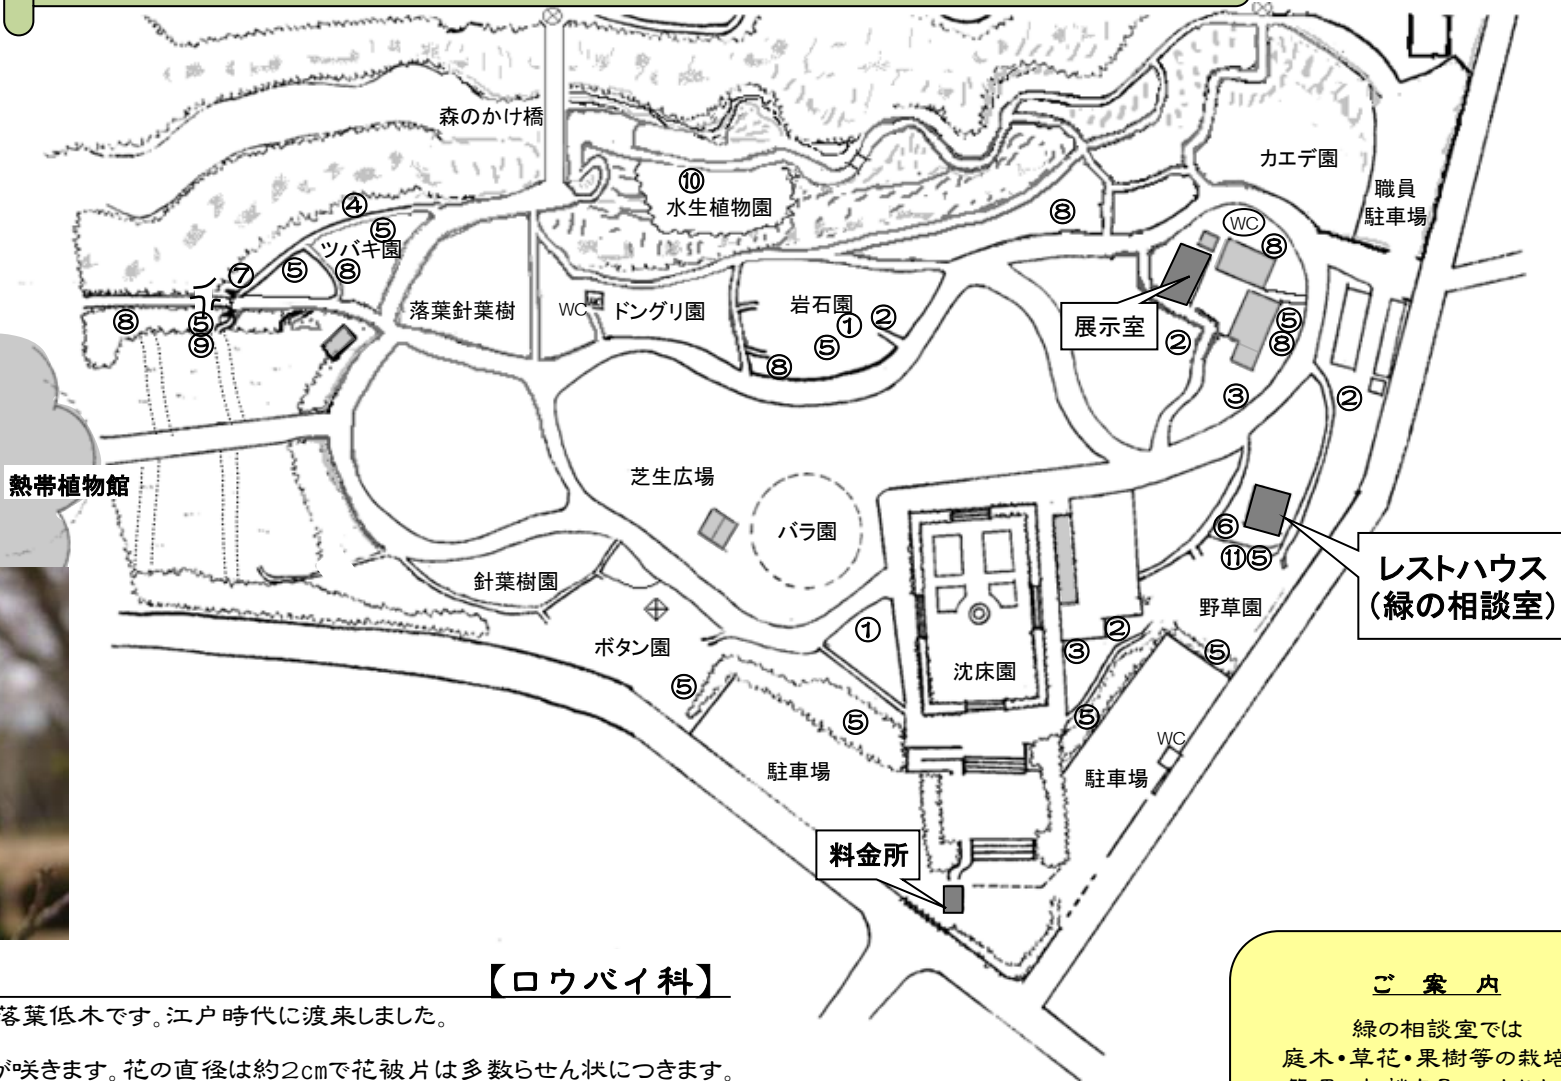 森のかけ橋
カエデ園
職員
駐車場
⑩
水生植物園
④
⑤
ツバキ園
⑧
⑧
WC
⑧
⑦
⑤
⑧
⑤
⑨
落葉針葉樹
WC
ドングリ園
岩石園
① ②
⑤
⑧
展示室
②
⑤
⑧
③
②
熱帯植物館
芝生広場
バラ園
⑥
⑪⑤
レストハウス
(緑の相談室)
針葉樹園
野草園
ボタン園
①
沈床園
②
③
⑤
⑤
⑤
⑤
WC
駐車場
駐車場
料金所
【ロウバイ科】
落葉低木です。江戸時代に渡来しました。
が咲きます。花の直径は約2cmで花被片は多数らせん状につきます。
ご 案 内
緑の相談室では
庭木・草花・果樹等の栽培